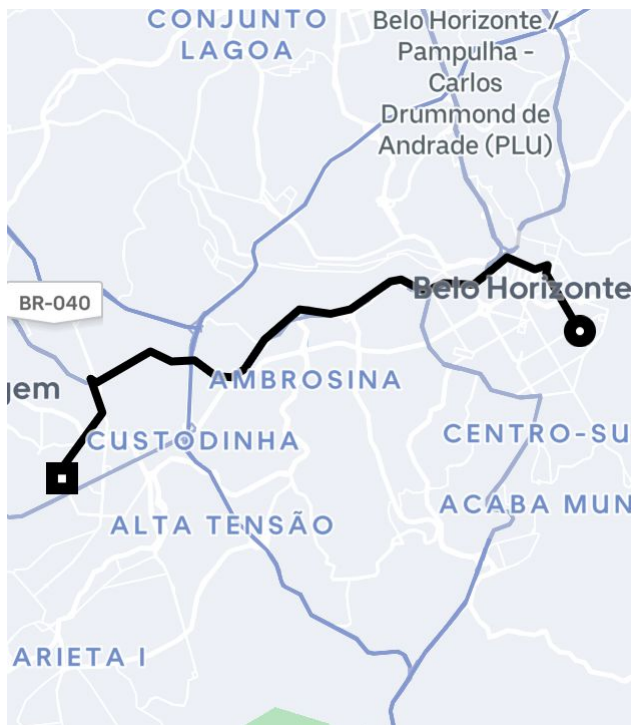 CONJUNTO
LAGOA
Belo Horizonte /
Pampulha -
Carlos
Drummond de
Andrade (PLU)
BR-040
Belo Horizonte
gem
AMBROSINA
CUSTODINHA
CENTRO-SU
ACABA MUN
ALTA TENSÃO
ARIETA I